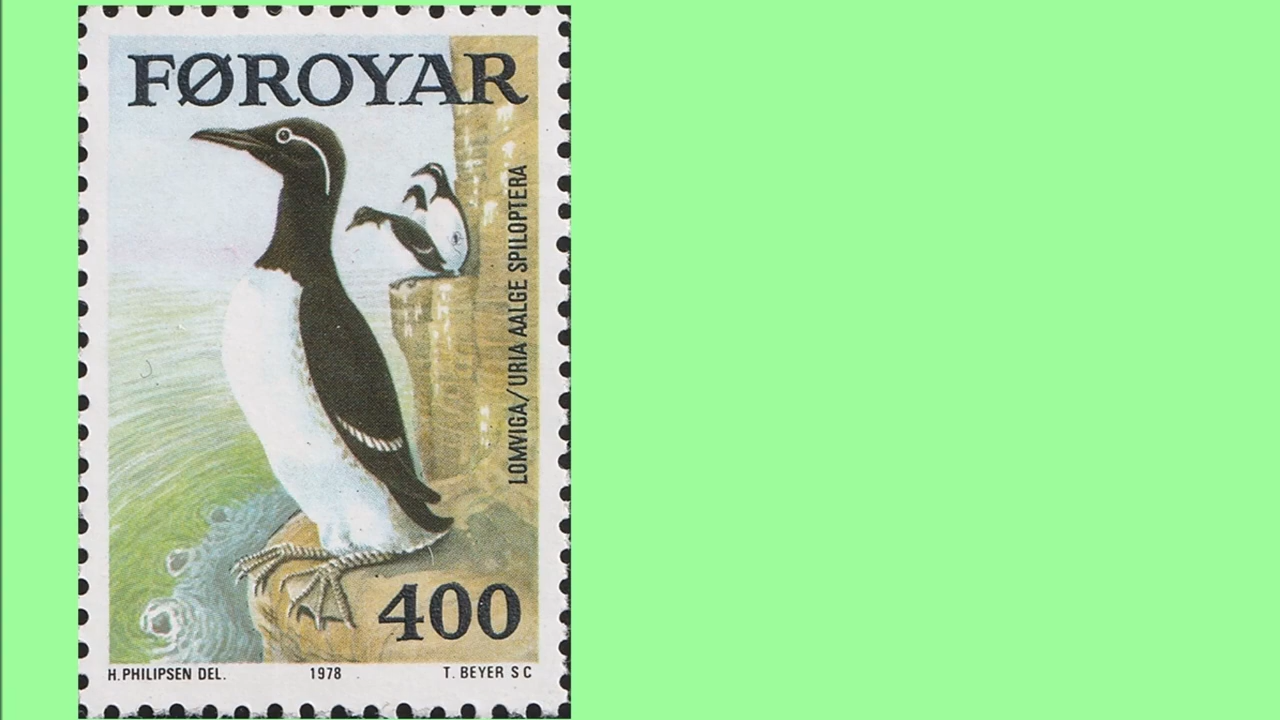 FØROYAR
LOMVIGA/URIA AALGE SPILOPTERA
400
H.PHILIPSEN DEL. 1978 T. BEYER SC